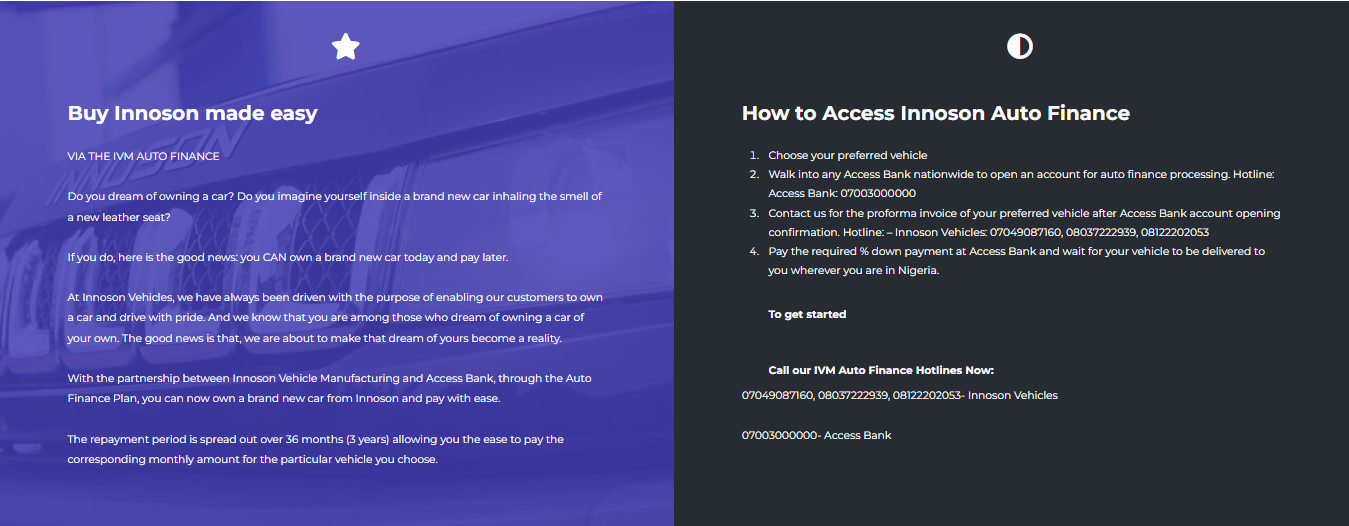 Buy Innoson made easy
VIA THE IVM AUTO FINANCE
Do you dream of owning a car? Do you imagine yourself inside a brand new car inhaling the smell of
a new leather seat?
If you do, here is the good news: you CAN own a brand new car today and pay later.
At Innoson Vehicles, we have always been driven with the purpose of enabling our customers to own
a car and drive with pride. And we know that you are among those who dream of owning a car of
your own. The good news is that, we are about to make that dream of yours become a reality.
With the partnership between Innoson Vehicle Manufacturing and Access Bank, through the Auto
Finance Plan, you can now own a brand new car from Innoson and pay with ease.
The repayment period is spread out over 36 months (3 years) allowing you the ease to pay the
corresponding monthly amount for the particular vehicle you choose.
INNOSON
How to Access Innoson Auto Finance
1. Choose your preferred vehicle
2. Walk into any Access Bank nationwide to open an account for auto finance processing. Hotline:
Access Bank: 07003000000
3. Contact us for the proforma invoice of your preferred vehicle after Access Bank account opening
confirmation. Hotline: – Innoson Vehicles: 07049087160, 08037222939, 08122202053
4. Pay the required % down payment at Access Bank and wait for your vehicle to be delivered to
you wherever you are in Nigeria.
To get started
Call our IVM Auto Finance Hotlines Now:
07049087160, 08037222939, 08122202053- Innoson Vehicles
07003000000- Access Bank